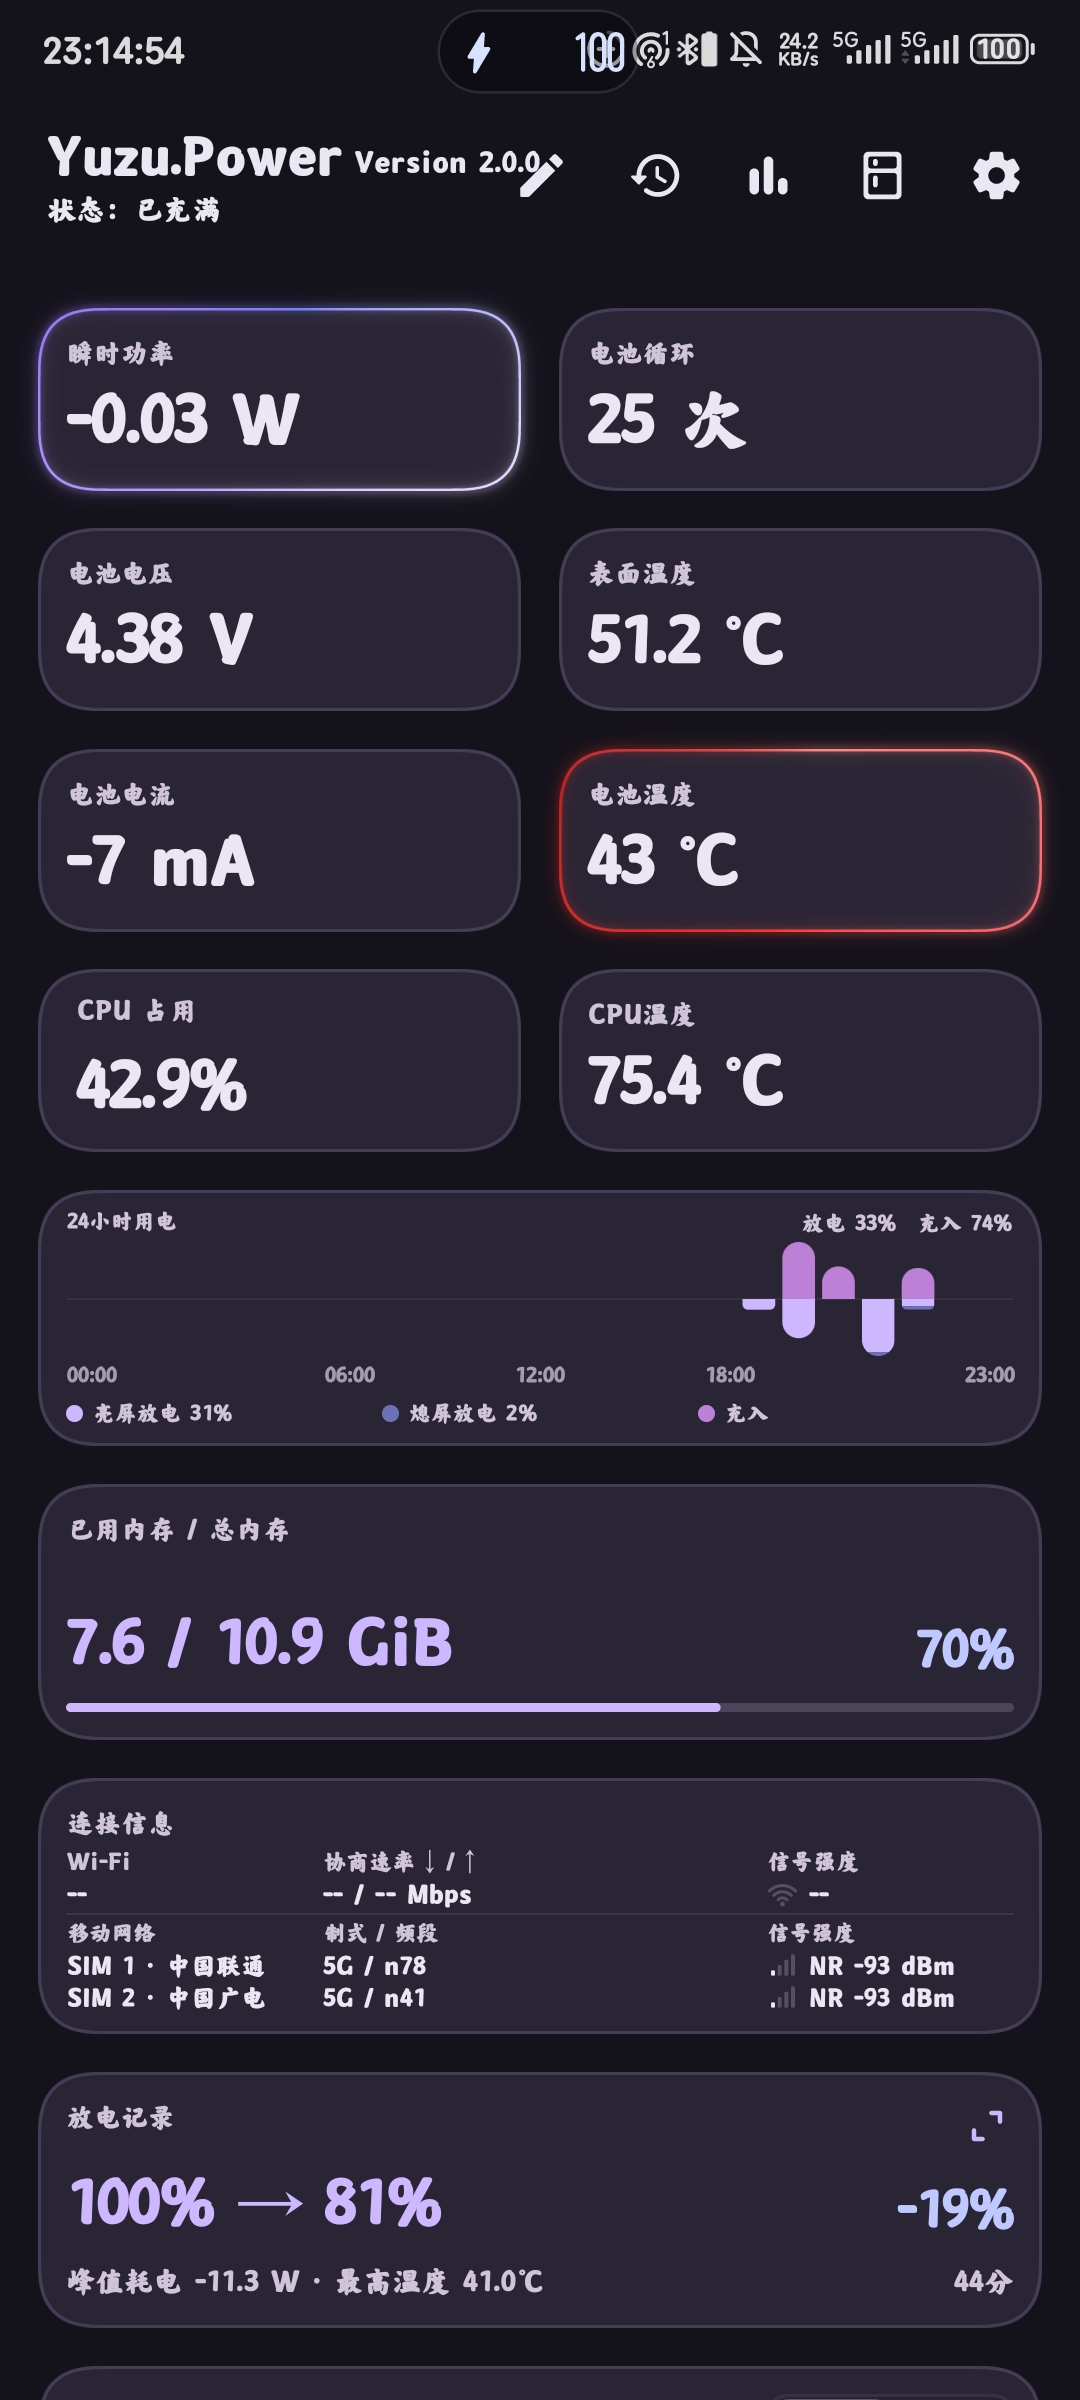 23:14:54
100
1
24.2 KB/s
5G
5G
100
Yuzu.Power Version 2.0.0
状态: 已充满
瞬时功率
-0.03 W
电池循环
25 次
电池电压
4.38 V
表面温度
51.2 °C
电池电流
-7 mA
电池温度
43 °C
CPU 占用
42.9%
CPU温度
75.4 °C
24小时用电
放电 33% 充入 74%
00:00 06:00 12:00 18:00 23:00
亮屏放电 31% 熄屏放电 2% 充入
已用内存 / 总内存
7.6 / 10.9 GiB
70%
连接信息
Wi-Fi 协商速率 ↓ / ↑ 信号强度
-- -- / -- Mbps --
移动网络 制式 / 频段 信号强度
SIM 1 · 中国联通 5G / n78 NR -93 dBm
SIM 2 · 中国广电 5G / n41 NR -93 dBm
放电记录
100% → 81%
-19%
峰值耗电 -11.3 W · 最高温度 41.0℃
44分